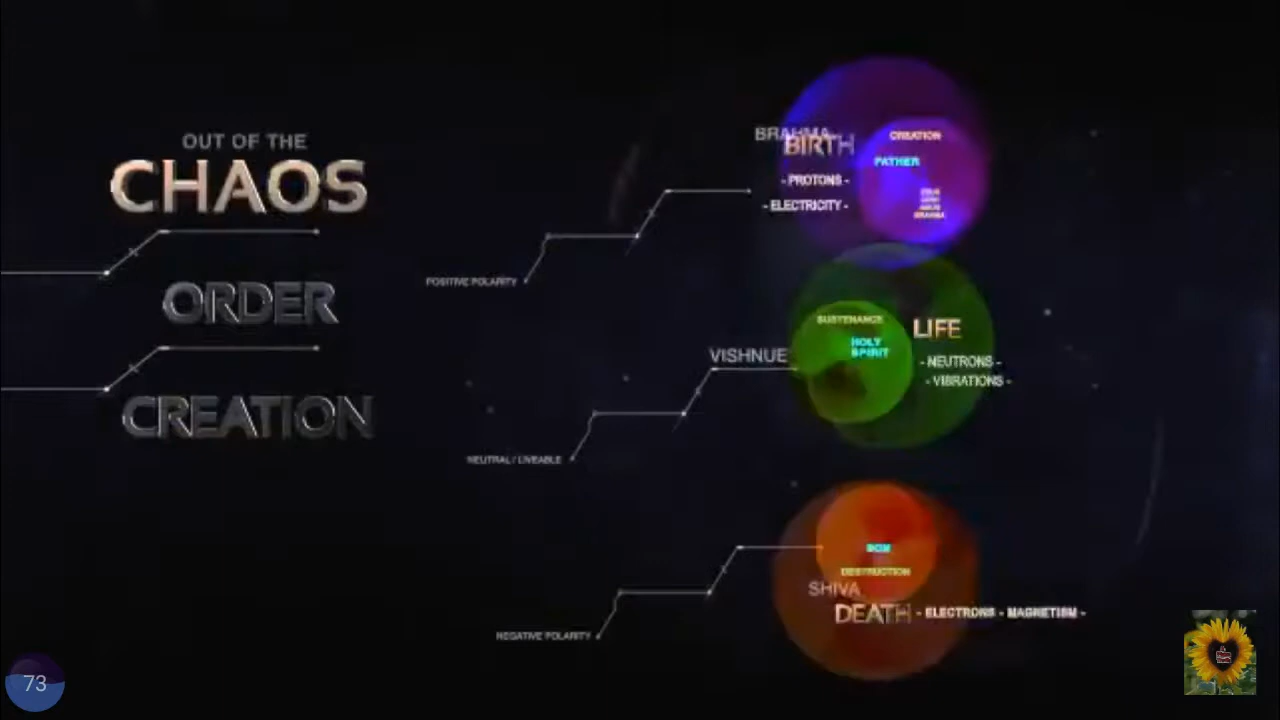 OUT OF THE
CHAOS
ORDER
CREATION
BRAHMA
BIRTH
- PROTONS -
- ELECTRICITY -
CREATION
FATHER
BRAHMA
POSITIVE POLARITY
VISHNUE
SUSTENANCE
HOLY
SPIRIT
LIFE
- NEUTRONS -
- VIBRATIONS -
NEUTRAL / LIVEABLE
SON
DESTRUCTION
SHIVA
DEATH - ELECTRONS - MAGNETISM -
NEGATIVE POLARITY
73